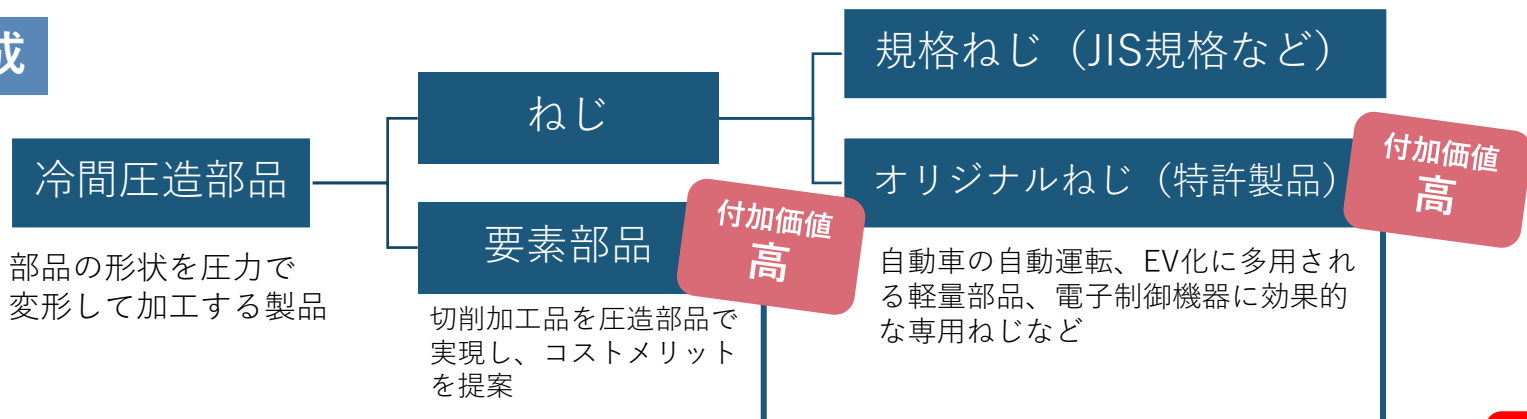 成
規格ねじ（JIS規格など）
ねじ
冷間圧造部品
オリジナルねじ（特許製品）
付加価値
高
要素部品
付加価値
高
部品の形状を圧力で
変形して加工する製品
切削加工品を圧造部品で
実現し、コストメリット
を提案
自動車の自動運転、EV化に多用され
る軽量部品、電子制御機器に効果的
な専用ねじなど